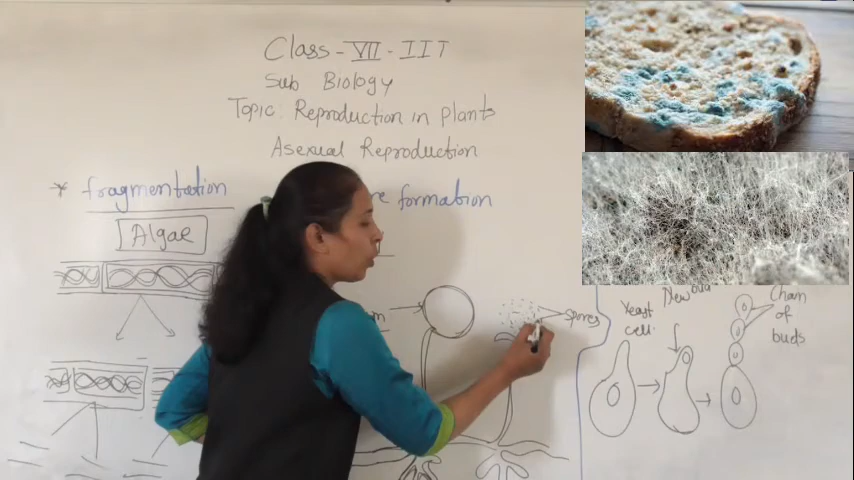 Class - VII - IIT
Sub Biology
Topic: Reproduction in plants
Asexual Reproduction
* fragmentation
formation
Algae
spores
Yeast
cell.
New bud
Chain
of
buds